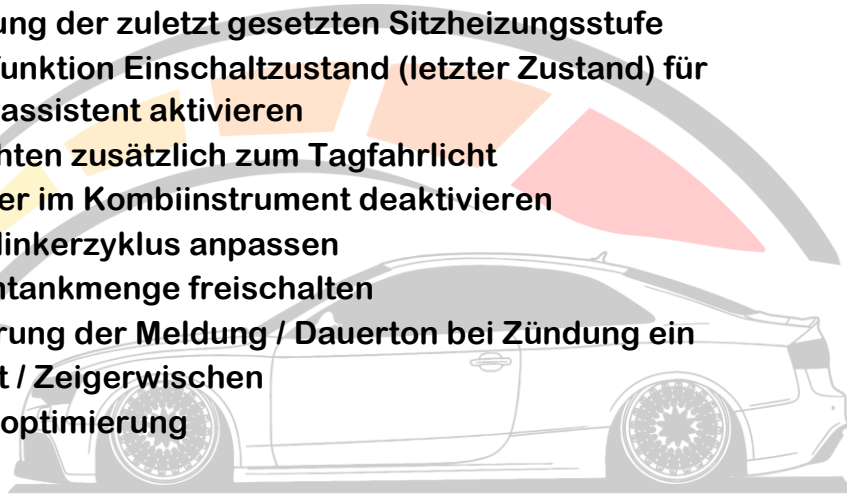 ung der zuletzt gesetzten Sitzheizungsstufe
funktion Einschaltzustand (letzter Zustand) für
assistent aktivieren
hten zusätzlich zum Tagfahrlicht
er im Kombiinstrument deaktivieren
linkerzyklus anpassen
ntankmenge freischalten
rung der Meldung / Dauerton bei Zündung ein
t / Zeigerwischen
optimierung